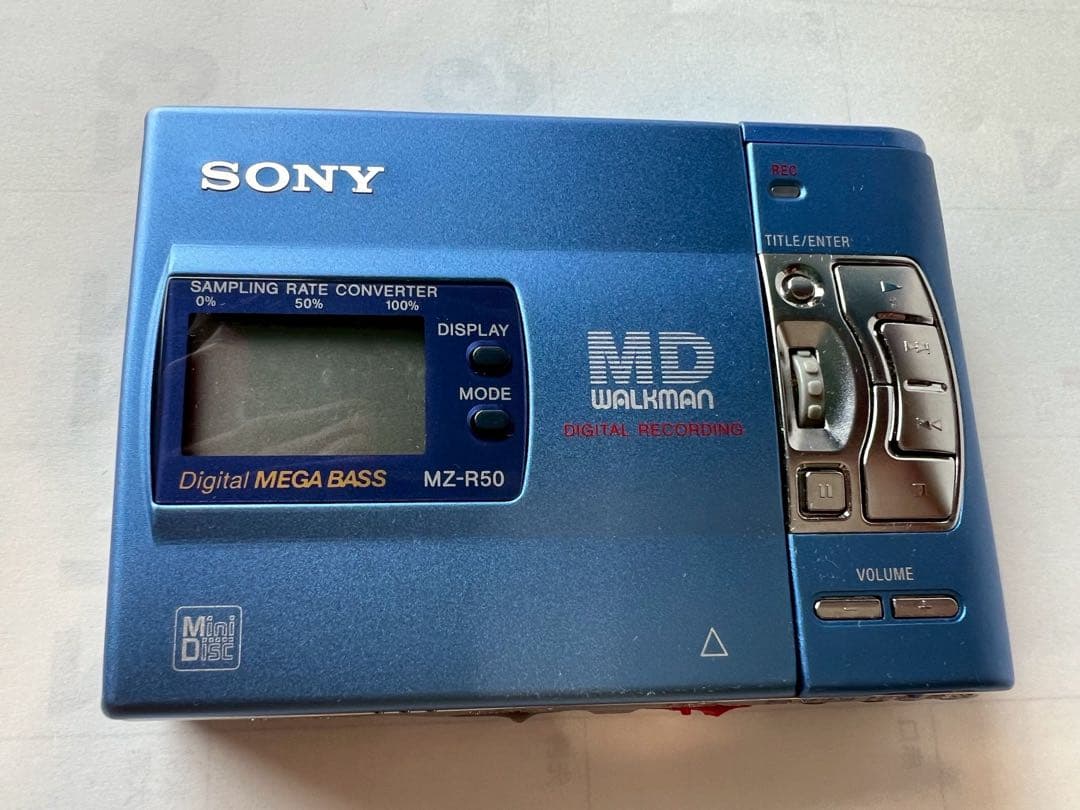 SONY
REC
TITLE/ENTER
SAMPLING RATE CONVERTER
0% 50% 100%
DISPLAY
MODE
MD
WALKMAN
DIGITAL RECORDING
Digital MEGA BASS
MZ-R50
VOLUME
- +
Mini
Disc